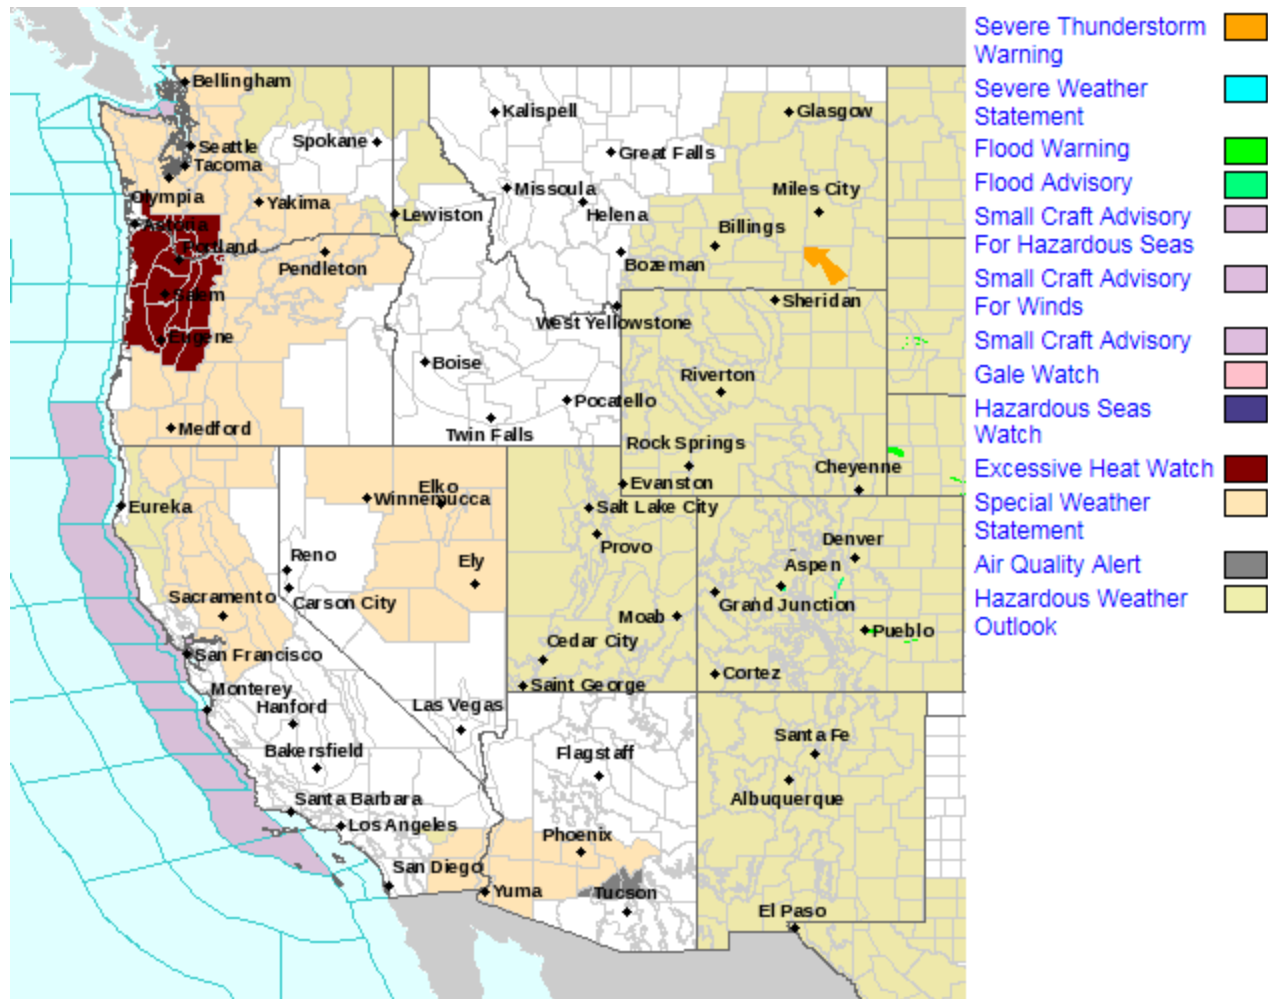 Bellingham
Kalispell
Glasgow
Seattle
Spokane
Great Falls
Tacoma
Olympia
Missoula
Miles City
Yakima
Lewiston
Helena
Astoria
Billings
Portland
Pendleton
Bozeman
Salem
Sheridan
West Yellowstone
Eugene
Boise
Riverton
Pocatello
Medford
Twin Falls
Rock Springs
Cheyenne
Elko
Evanston
Winnemucca
Eureka
Salt Lake City
Provo
Denver
Reno
Ely
Aspen
Sacramento
Carson City
Grand Junction
Moab
Pueblo
Cedar City
San Francisco
Cortez
Saint George
Monterey
Hanford
Las Vegas
Santa Fe
Bakersfield
Flagstaff
Albuquerque
Santa Barbara
Los Angeles
Phoenix
San Diego
Yuma
Tucson
El Paso
Severe Thunderstorm
Warning
Severe Weather
Statement
Flood Warning
Flood Advisory
Small Craft Advisory
For Hazardous Seas
Small Craft Advisory
For Winds
Small Craft Advisory
Gale Watch
Hazardous Seas
Watch
Excessive Heat Watch
Special Weather
Statement
Air Quality Alert
Hazardous Weather
Outlook